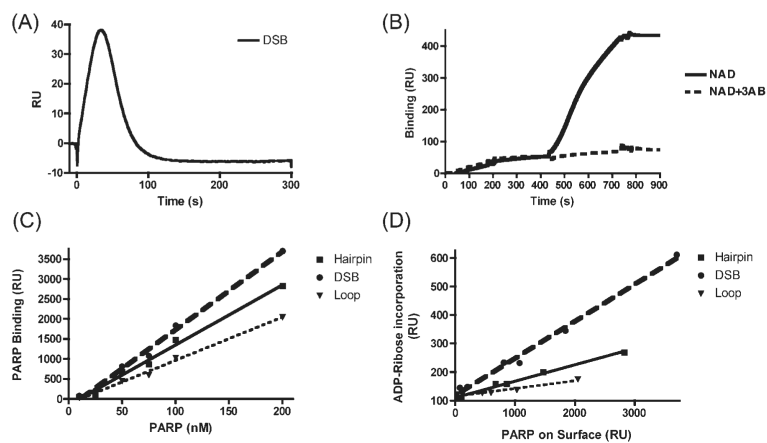 (A)
40
30
20
10
0
-10
RU
0
100
200
300
Time (s)
DSB
(B)
400
300
200
100
0
Binding (RU)
0 100 200 300 400 500 600 700 800 900
Time (s)
NAD
NAD+3AB
(C)
3500
3000
2500
2000
1500
1000
500
0
PARP Binding (RU)
0
50
100
150
200
PARP (nM)
Hairpin
DSB
Loop
(D)
600
500
400
300
200
100
ADP-Ribose incorporation
(RU)
0
1000
2000
3000
PARP on Surface (RU)
Hairpin
DSB
Loop